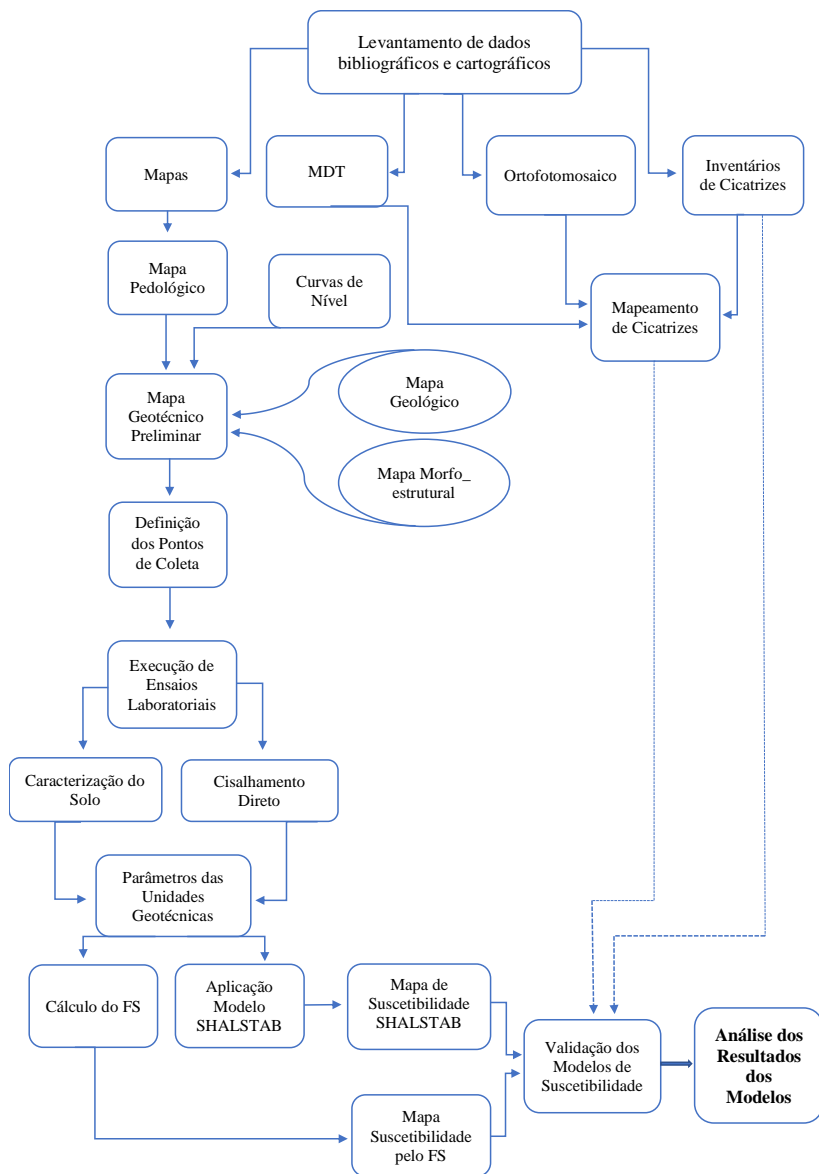 Levantamento de dados
bibliográficos e cartográficos
Mapas
MDT
Ortofotomosaico
Inventários
de Cicatrizes
Mapa
Pedológico
Curvas de
Nível
Mapeamento
de Cicatrizes
Mapa
Geotécnico
Preliminar
Mapa
Geológico
Mapa Morfo_
estrutural
Definição
dos Pontos
de Coleta
Execução de
Ensaios
Laboratoriais
Caracterização do
Solo
Cisalhamento
Direto
Parâmetros das
Unidades
Geotécnicas
Cálculo do FS
Aplicação
Modelo
SHALSTAB
Mapa de
Suscetibilidade
SHALSTAB
Validação dos
Modelos de
Suscetibilidade
Análise dos
Resultados
dos
Modelos
Mapa
Suscetibilidade
pelo FS